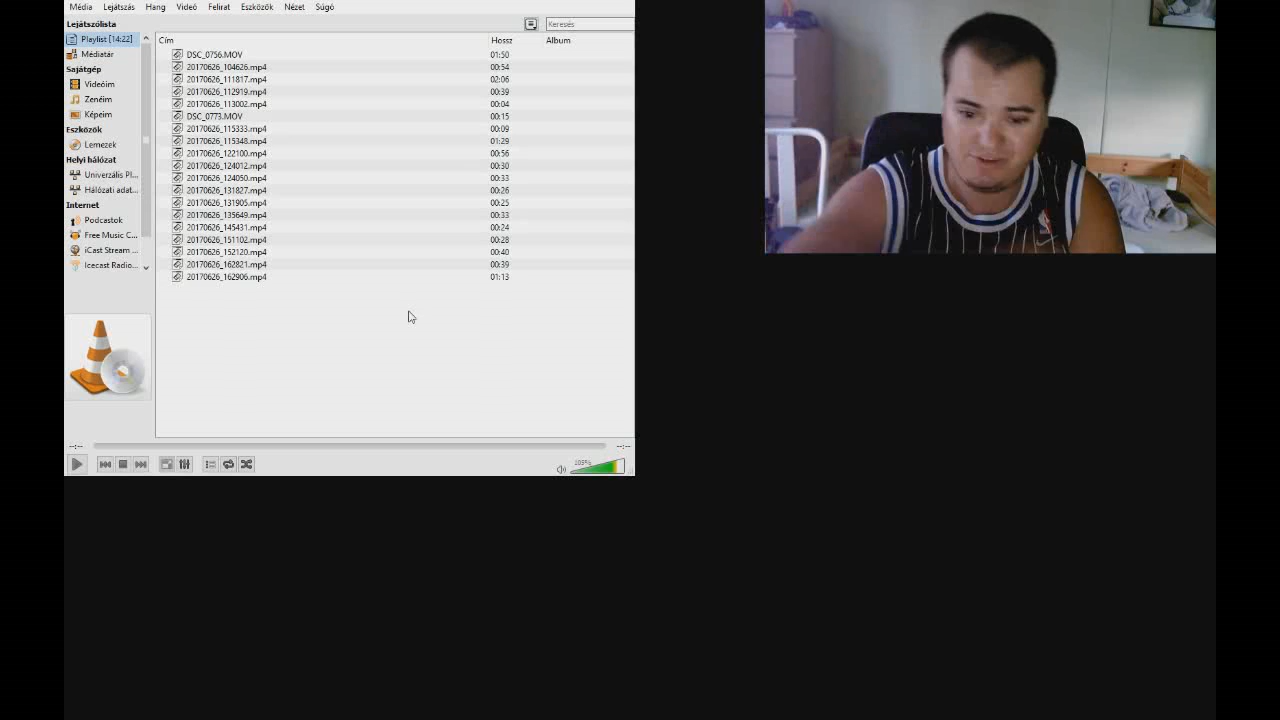 Média Lejátszás Hang Videó Felirat Eszközök Nézet Súgó
Lejátszólista
Keresés
Playlist [14:22]
Médiatár
Sajátgép
Videóim
Zenéim
Képeim
Eszközök
Lemezek
Helyi hálózat
Univerzális Pl...
Hálózati adat...
Internet
Podcastok
Free Music C...
iCast Stream ...
Icecast Radio...
Cím Hossz Album
DSC_0756.MOV 01:50
20170626_104626.mp4 00:54
20170626_111817.mp4 02:06
20170626_112919.mp4 00:39
20170626_113002.mp4 00:04
DSC_0773.MOV 00:15
20170626_115333.mp4 00:09
20170626_115348.mp4 01:29
20170626_122100.mp4 00:56
20170626_124012.mp4 00:30
20170626_124050.mp4 00:33
20170626_131827.mp4 00:26
20170626_131905.mp4 00:25
20170626_135649.mp4 00:33
20170626_145431.mp4 00:24
20170626_151102.mp4 00:28
20170626_152120.mp4 00:40
20170626_162821.mp4 00:39
20170626_162906.mp4 01:13
--:-- --:--
103%